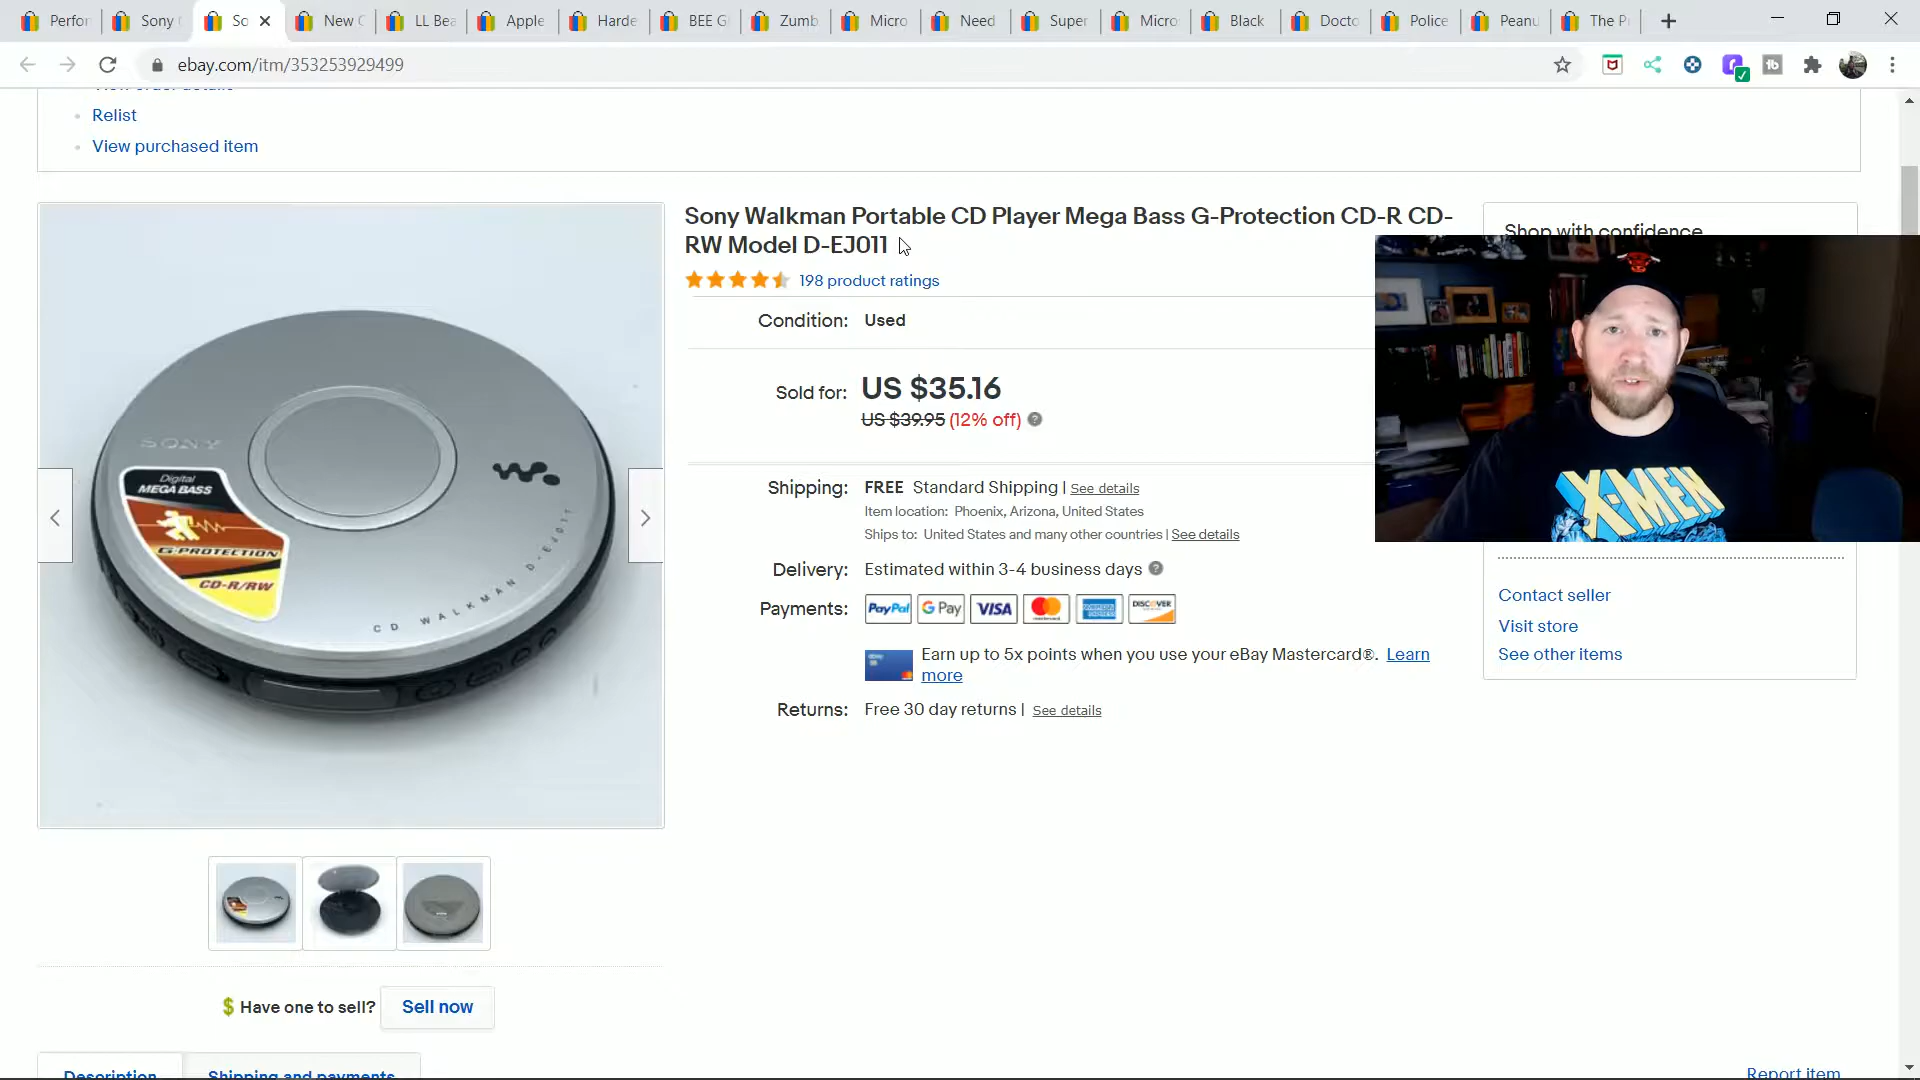 Perfor
Sony
So
New C
LL Bea
Apple
Harde
BEE G
Zumb
Micro
Need
Super
Micro
Black
Docto
Police
Peanu
The P
ebay.com/itm/353253929499
Relist
View purchased item
Sony Walkman Portable CD Player Mega Bass G-Protection CD-R CD-
RW Model D-EJ011
198 product ratings
Condition: Used
Sold for: US $35.16
US $39.95 (12% off)
Shipping: FREE Standard Shipping | See details
Item location: Phoenix, Arizona, United States
Ships to: United States and many other countries | See details
Delivery: Estimated within 3-4 business days
Payments: PayPal G Pay VISA mastercard AMERICAN EXPRESS DISCOVER
Earn up to 5x points when you use your eBay Mastercard®. Learn
more
Returns: Free 30 day returns | See details
Shop with confidence
X-MEN
Contact seller
Visit store
See other items
SONY
Digital
MEGA BASS
G-PROTECTION
CD-R/RW
CD WALKMAN D-EJ011
$ Have one to sell? Sell now
Description
Shipping and payments
Report item